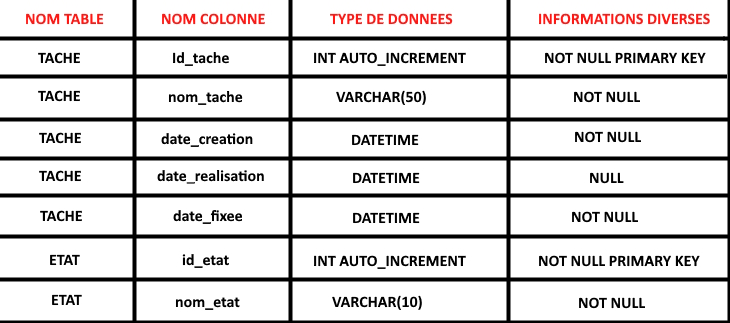 NOM TABLE NOM COLONNE TYPE DE DONNEES INFORMATIONS DIVERSES
TACHE Id_tache INT AUTO_INCREMENT NOT NULL PRIMARY KEY
TACHE nom_tache VARCHAR(50) NOT NULL
TACHE date_creation DATETIME NOT NULL
TACHE date_realisation DATETIME NULL
TACHE date_fixee DATETIME NOT NULL
ETAT id_etat INT AUTO_INCREMENT NOT NULL PRIMARY KEY
ETAT nom_etat VARCHAR(10) NOT NULL